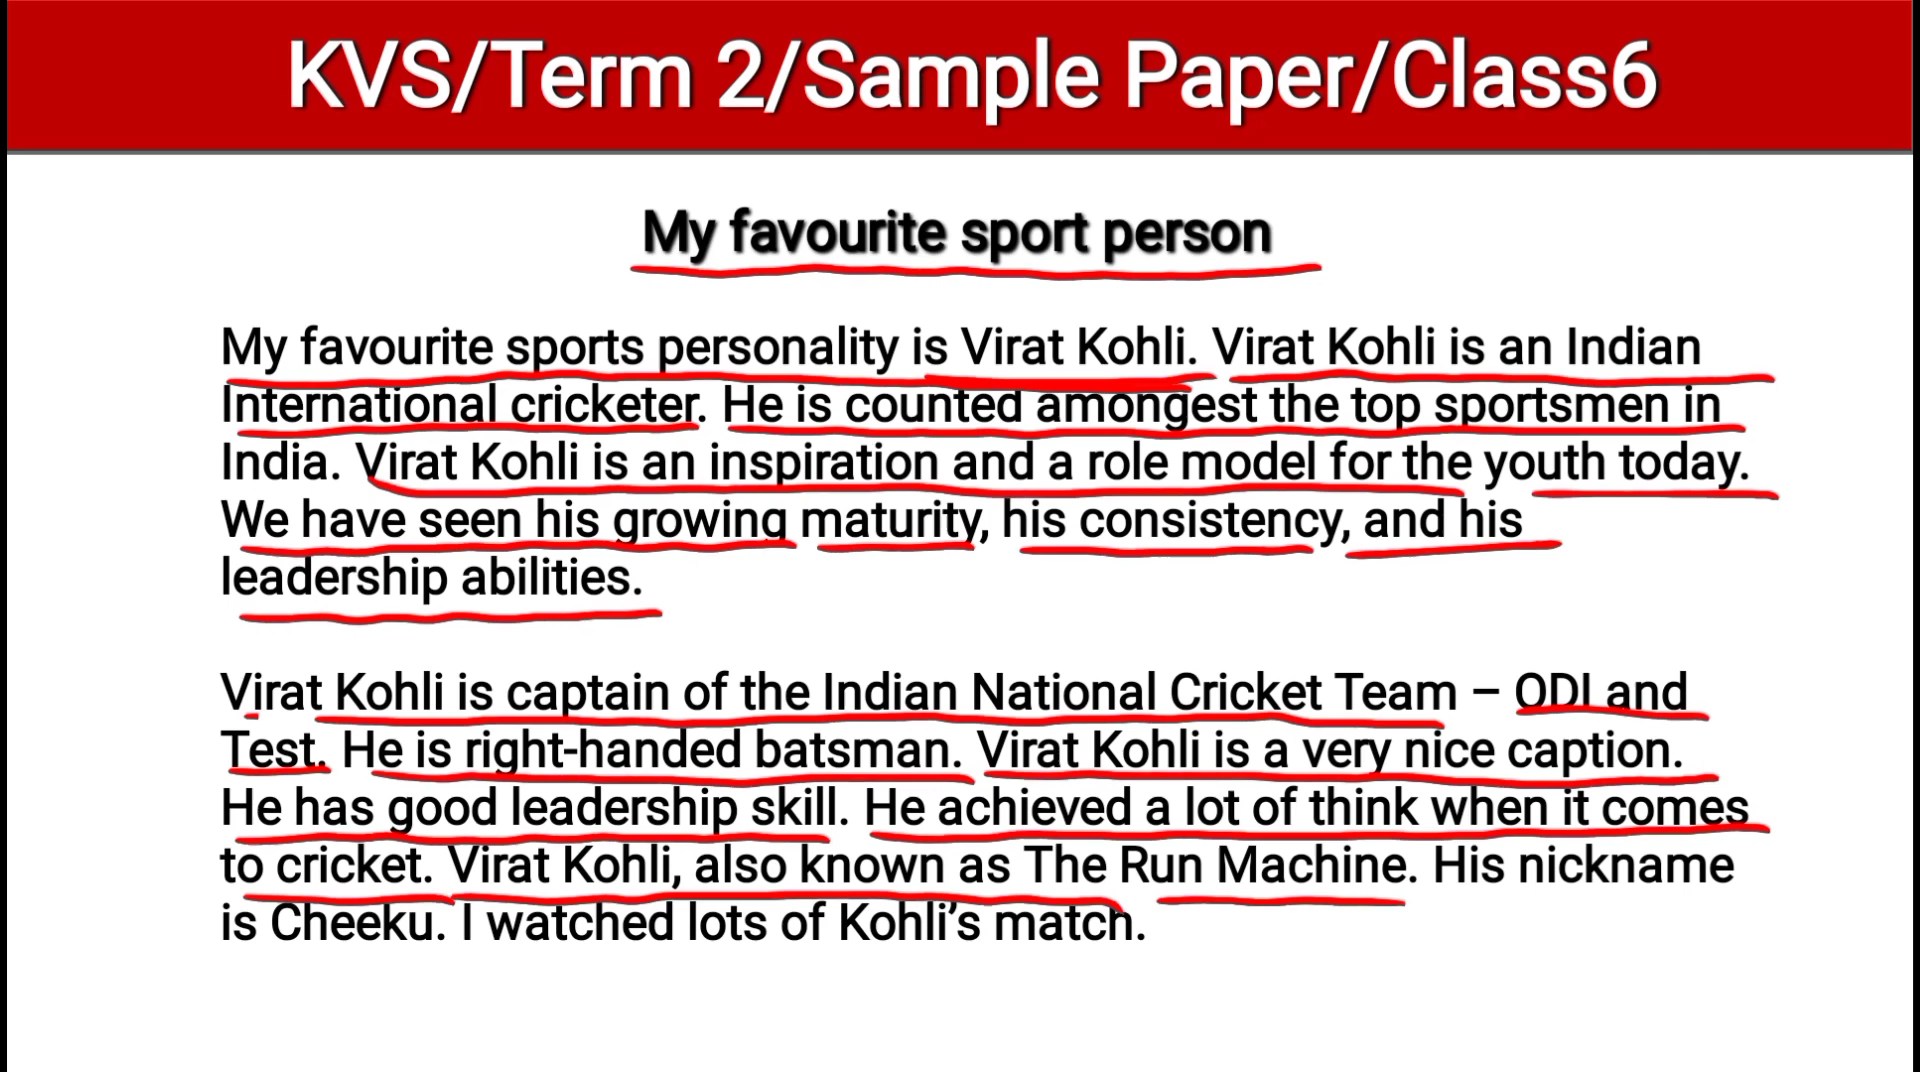 KVS/Term 2/Sample Paper/Class6
My favourite sport person
My favourite sports personality is Virat Kohli. Virat Kohli is an Indian
International cricketer. He is counted amongest the top sportsmen in
India. Virat Kohli is an inspiration and a role model for the youth today.
We have seen his growing maturity, his consistency, and his
leadership abilities.
Virat Kohli is captain of the Indian National Cricket Team – ODI and
Test. He is right-handed batsman. Virat Kohli is a very nice caption.
He has good leadership skill. He achieved a lot of think when it comes
to cricket. Virat Kohli, also known as The Run Machine. His nickname
is Cheeku. I watched lots of Kohli’s match.